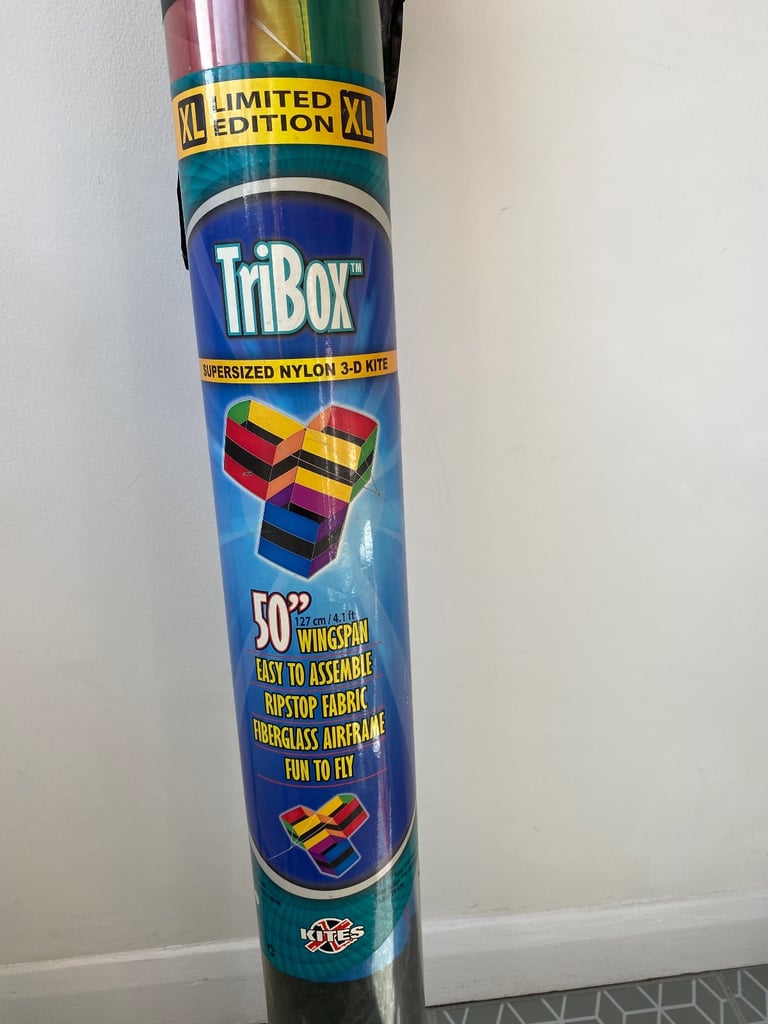 XL LIMITED EDITION XL
TriBox™
SUPERSIZED NYLON 3-D KITE
50”
127 cm / 4.1 ft
WINGSPAN
EASY TO ASSEMBLE
RIPSTOP FABRIC
FIBERGLASS AIRFRAME
FUN TO FLY
X KITES